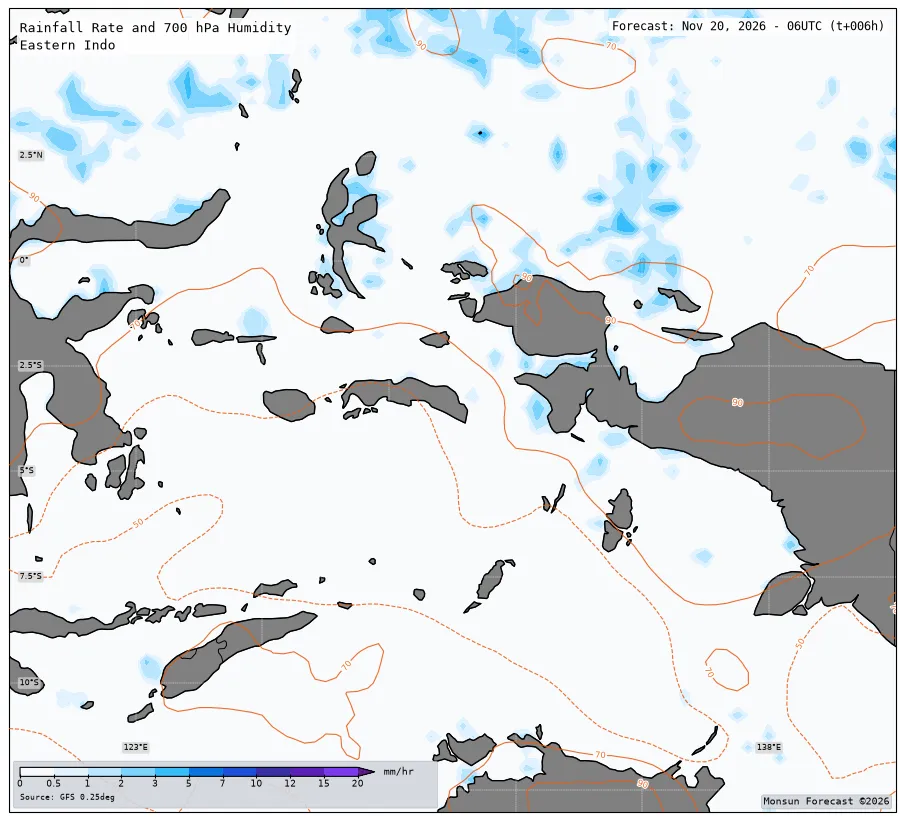 Rainfall Rate and 700 hPa Humidity
Eastern Indo
Forecast: Nov 20, 2026 - 06UTC (t+006h)
90
70
2.5°N
90
0°
70
90
70
90
2.5°S
90
5°S
50
7.5°S
50
70
70
10°S
123°E
138°E
70
90
0 0.5 1 2 3 5 7 10 12 15 20 mm/hr
Source: GFS 0.25deg
Monsun Forecast ©2026